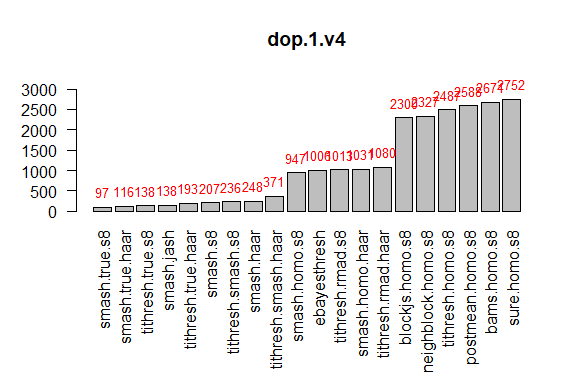 dop.1.v4
3000
2500
2000
1500
1000
500
0
97
116
138
138
193
207
236
248
371
947
1006
1013
1031
1080
2300
2327
2487
2588
2674
2752
smash.true.s8
smash.true.haar
tithresh.true.s8
smash.jash
tithresh.true.haar
smash.s8
tithresh.smash.s8
smash.haar
tithresh.smash.haar
smash.homo.s8
ebayesthresh
tithresh.rmad.s8
smash.homo.haar
tithresh.rmad.haar
blockjs.homo.s8
neighblock.homo.s8
tithresh.homo.s8
postmean.homo.s8
bams.homo.s8
sure.homo.s8